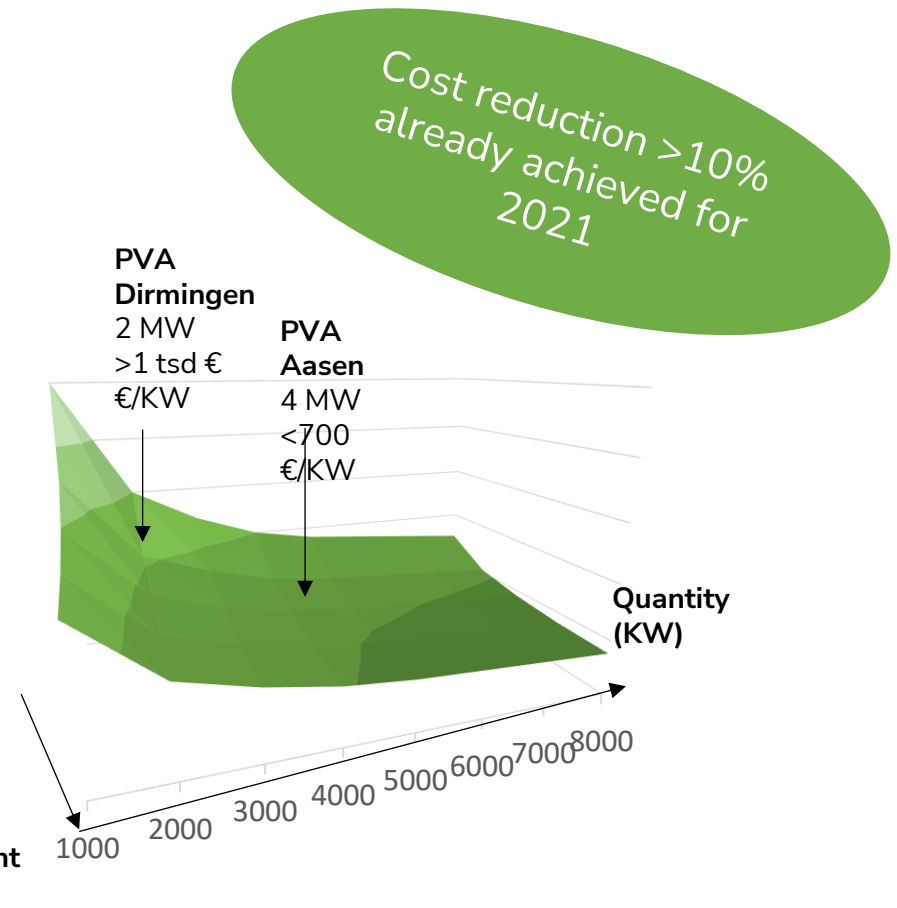 Cost reduction >10%
already achieved for
2021
PVA
Dirmingen
2 MW
>1 tsd €
€/KW
PVA
Aasen
4 MW
<700
€/KW
Quantity
(KW)
1000
2000
3000
4000
5000
6000
7000
8000
nt